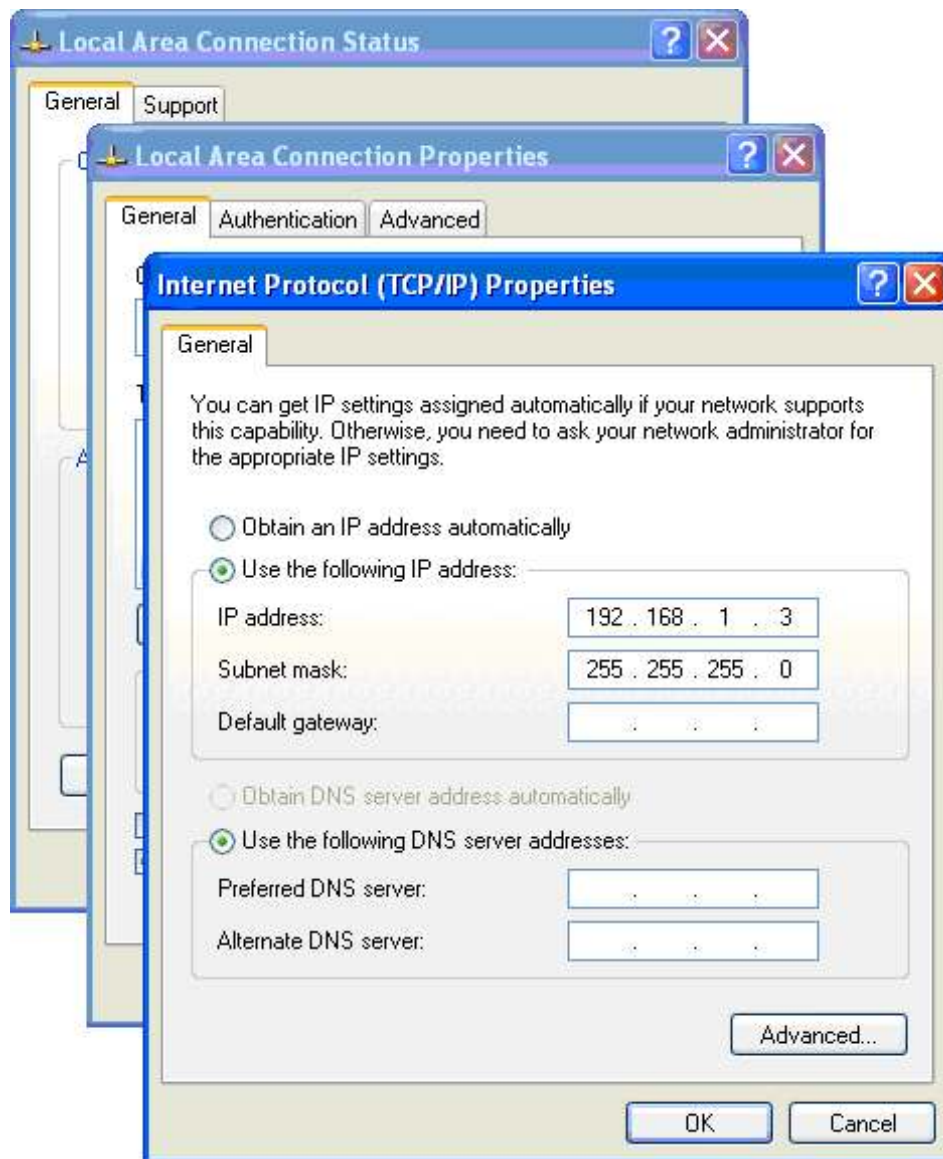 Local Area Connection Status
General Support
Local Area Connection Properties
General Authentication Advanced
Internet Protocol (TCP/IP) Properties
General
You can get IP settings assigned automatically if your network supports
this capability. Otherwise, you need to ask your network administrator for
the appropriate IP settings.
Obtain an IP address automatically
Use the following IP address:
IP address: 192 . 168 . 1 . 3
Subnet mask: 255 . 255 . 255 . 0
Default gateway: . . .
Obtain DNS server address automatically
Use the following DNS server addresses:
Preferred DNS server: . . .
Alternate DNS server: . . .
Advanced...
OK Cancel